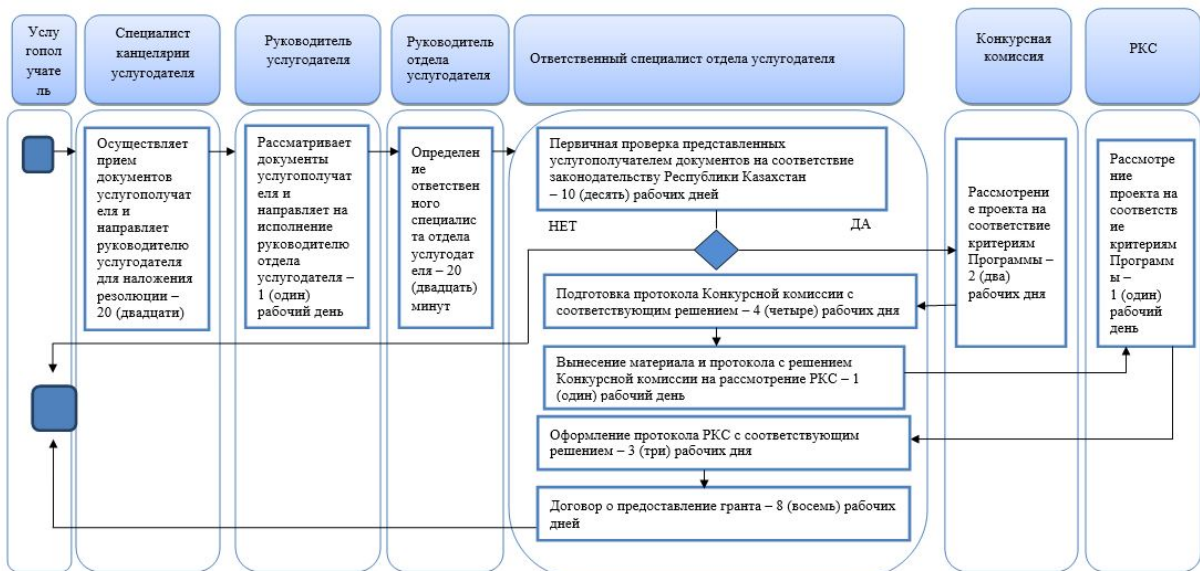 Услу
гопол
учате
ль
Специалист
канцелярии
услугодателя
Руководитель
услугодателя
Руководитель
отдела
услугодателя
Ответственный специалист отдела услугодателя
Конкурсная
комиссия
РКС
Осуществляет
прием
документов
услугополучат
еля и
направляет
руководителю
услугодателя
для наложения
резолюции –
20 (двадцати)
Рассматривает
документы
услугополучат
еля и
направляет на
исполнение
руководителю
отдела
услугодателя –
1 (один)
рабочий день
Определен
ие
ответствен
ного
специалис
та отдела
услугодат
еля – 20
(двадцать)
минут
Первичная проверка представленных
услугополучателем документов на соответствие
законодательству Республики Казахстан
– 10 (десять) рабочих дней
НЕТ
ДА
Подготовка протокола Конкурсной комиссии с
соответствующим решением – 4 (четыре) рабочих дня
Вынесение материала и протокола с решением
Конкурсной комиссии на рассмотрение РКС – 1
(один) рабочий день
Оформление протокола РКС с соответствующим
решением – 3 (три) рабочих дня
Договор о предоставление гранта – 8 (восемь) рабочих
дней
Рассмотрени
е проекта на
соответствие
критериям
Программы –
2 (два)
рабочих дня
Рассмотре
ние
проекта на
соответств
ие
критериям
Программ
ы –
1 (один)
рабочий
день